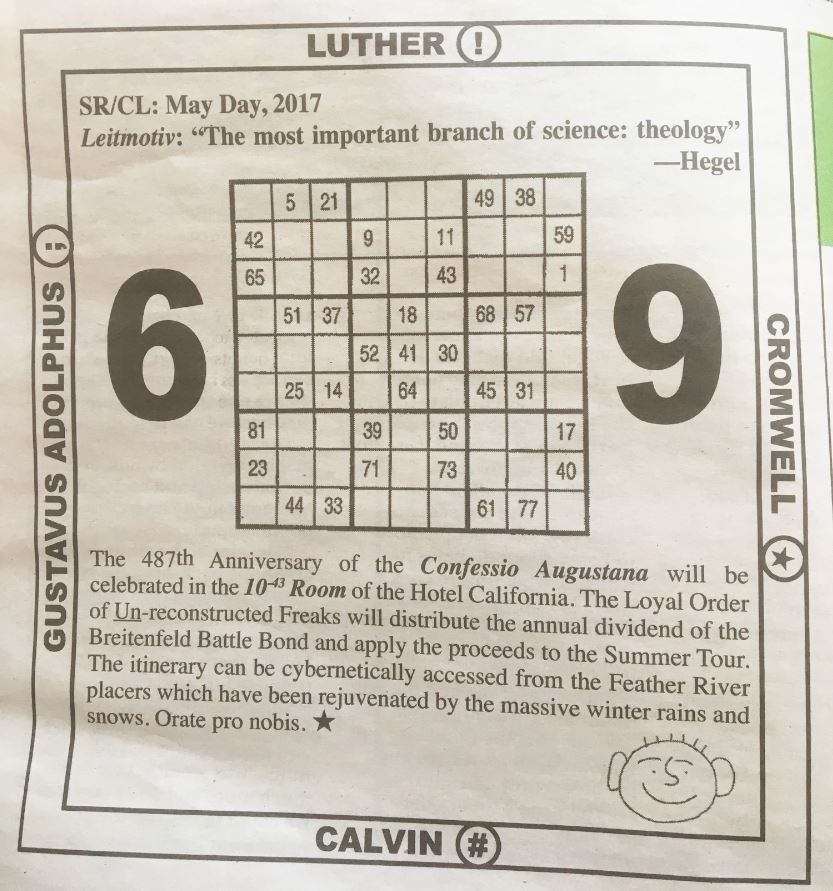 LUTHER !
SR/CL: May Day, 2017
Leitmotiv: “The most important branch of science: theology”
—Hegel
5 21 49 38
42 9 11 59
65 32 43 1
51 37 18 68 57
52 41 30
25 14 64 45 31
81 39 50 17
23 71 73 40
44 33 61 77
6
9
GUSTAVUS ADOLPHUS ;
CROMWELL ★
The 487th Anniversary of the Confessio Augustana will be
celebrated in the 10⁻⁴³ Room of the Hotel California. The Loyal Order
of Un-reconstructed Freaks will distribute the annual dividend of the
Breitenfeld Battle Bond and apply the proceeds to the Summer Tour.
The itinerary can be cybernetically accessed from the Feather River
placers which have been rejuvenated by the massive winter rains and
snows. Orate pro nobis. ★
CALVIN #